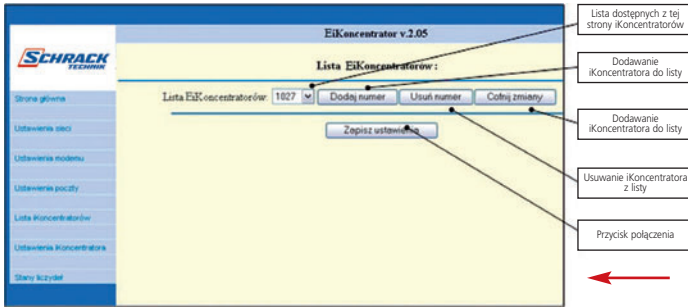 EiKoncentrator v.2.05
SCHRACK
TECHNIK
Lista EiKoncentratorów :
Strona główna
Ustawienia sieci
Ustawienia modemu
Ustawienia poczty
Lista iKoncentratorów
Ustawienia iKoncentratora
Stany liczydeł
Lista EiKoncentratorów: 1827 Dodaj numer Usuń numer Cofnij zmiany
Zapisz ustawienia
Lista dostępnych z tej
strony iKoncentratorów
Dodawanie
iKoncentratora do listy
Dodawanie
iKoncentratora do listy
Usuwanie iKoncentratora
z listy
Przycisk połączenia